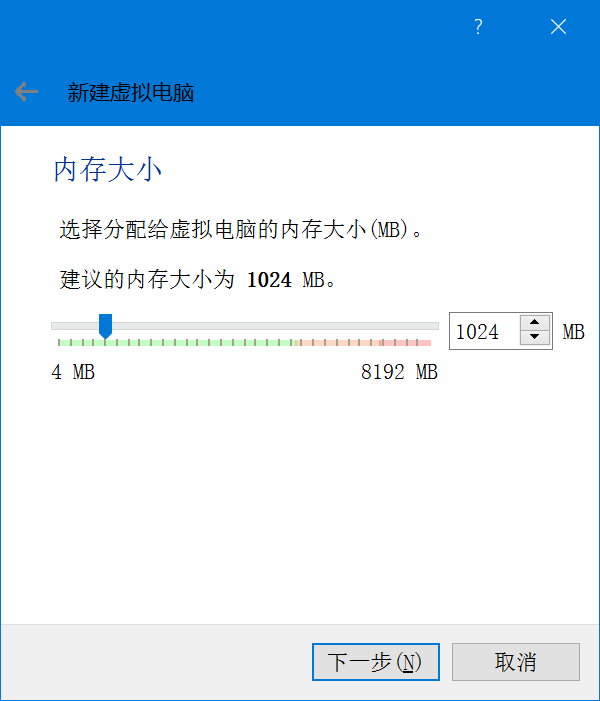 ?
新建虚拟电脑
内存大小
选择分配给虚拟电脑的内存大小(MB)。
建议的内存大小为 1024 MB。
1024 MB
4 MB 8192 MB
下一步(N) 取消